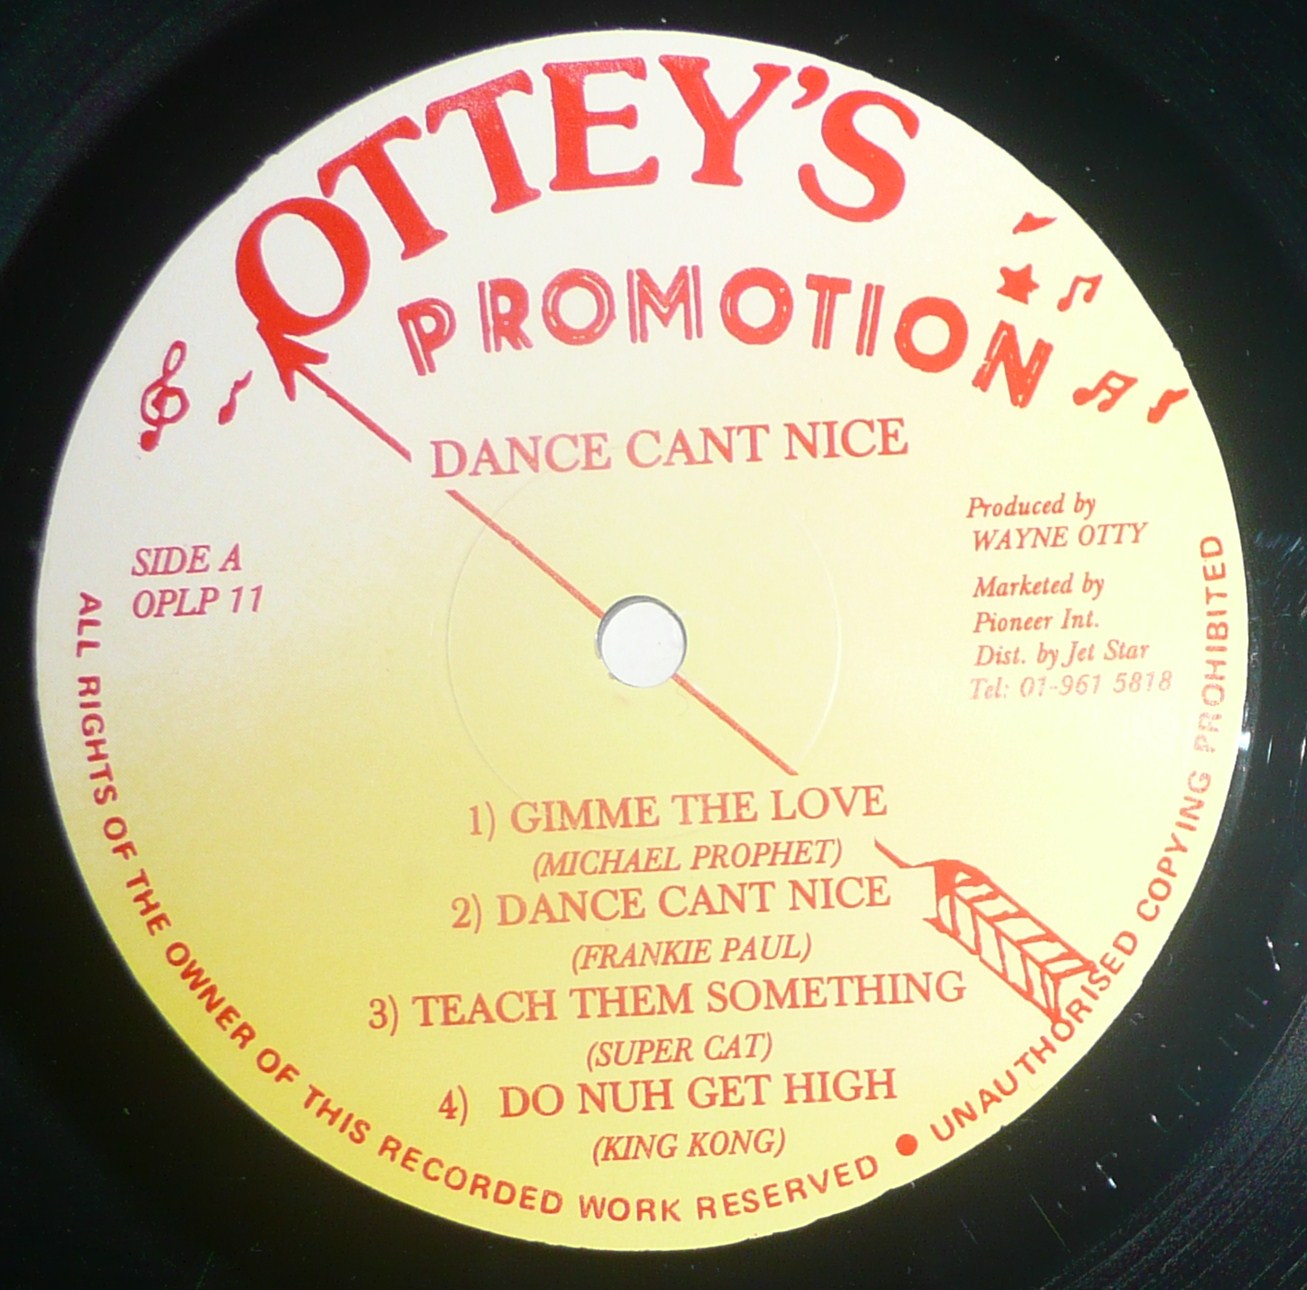 OTTEY'S
PROMOTION
DANCE CANT NICE
SIDE A
OPLP 11
Produced by
WAYNE OTTY
Marketed by
Pioneer Int.
Dist. by Jet Star
Tel: 01-961 5818
1) GIMME THE LOVE
(MICHAEL PROPHET)
2) DANCE CANT NICE
(FRANKIE PAUL)
3) TEACH THEM SOMETHING
(SUPER CAT)
4) DO NUH GET HIGH
(KING KONG)
ALL RIGHTS OF THE OWNER OF THIS RECORDED WORK RESERVED ● UNAUTHORISED COPYING PROHIBITED